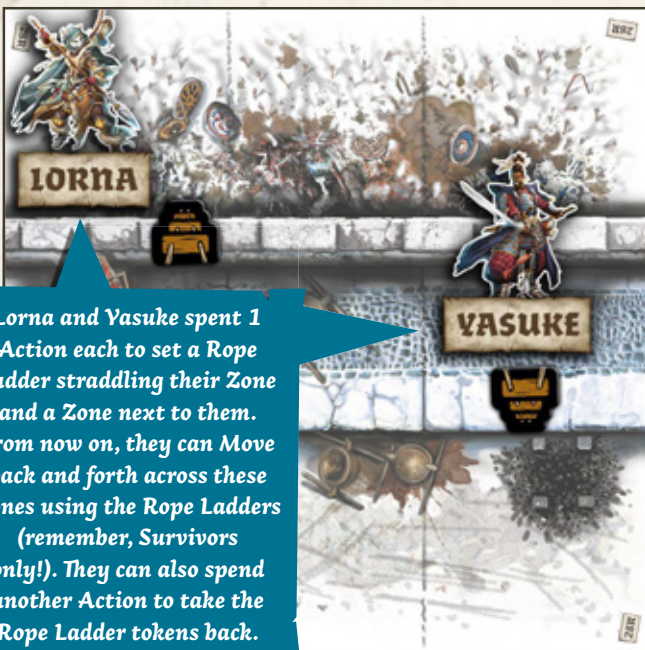 LORNA
YASUKE
Lorna and Yasuke spent 1
Action each to set a Rope
adder straddling their Zone
and a Zone next to them.
rom now on, they can Move
ack and forth across these
nes using the Rope Ladders
(remember, Survivors
nly!). They can also spend
another Action to take the
Rope Ladder tokens back.
28R